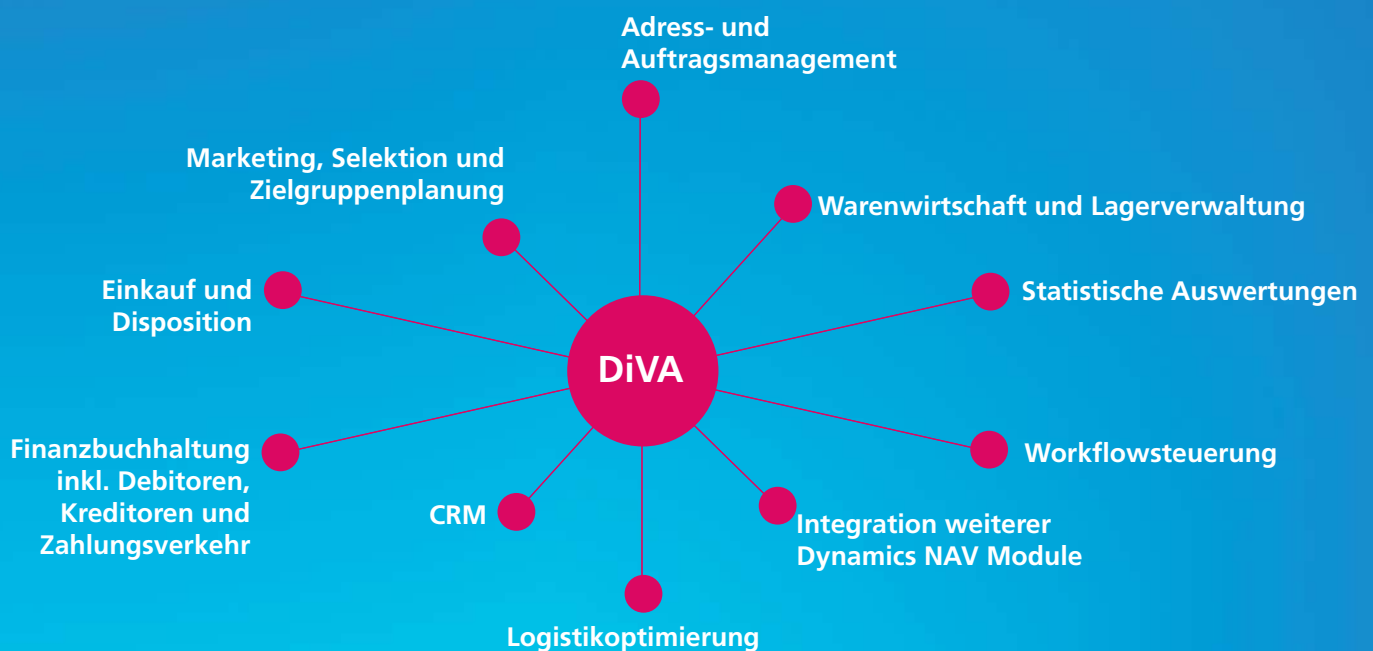 Adress- und
Auftragsmanagement
Marketing, Selektion und
Zielgruppenplanung
Warenwirtschaft und Lagerverwaltung
Einkauf und
Disposition
Statistische Auswertungen
DiVA
Finanzbuchhaltung
inkl. Debitoren,
Kreditoren und
Zahlungsverkehr
Workflowsteuerung
CRM
Integration weiterer
Dynamics NAV Module
Logistikoptimierung